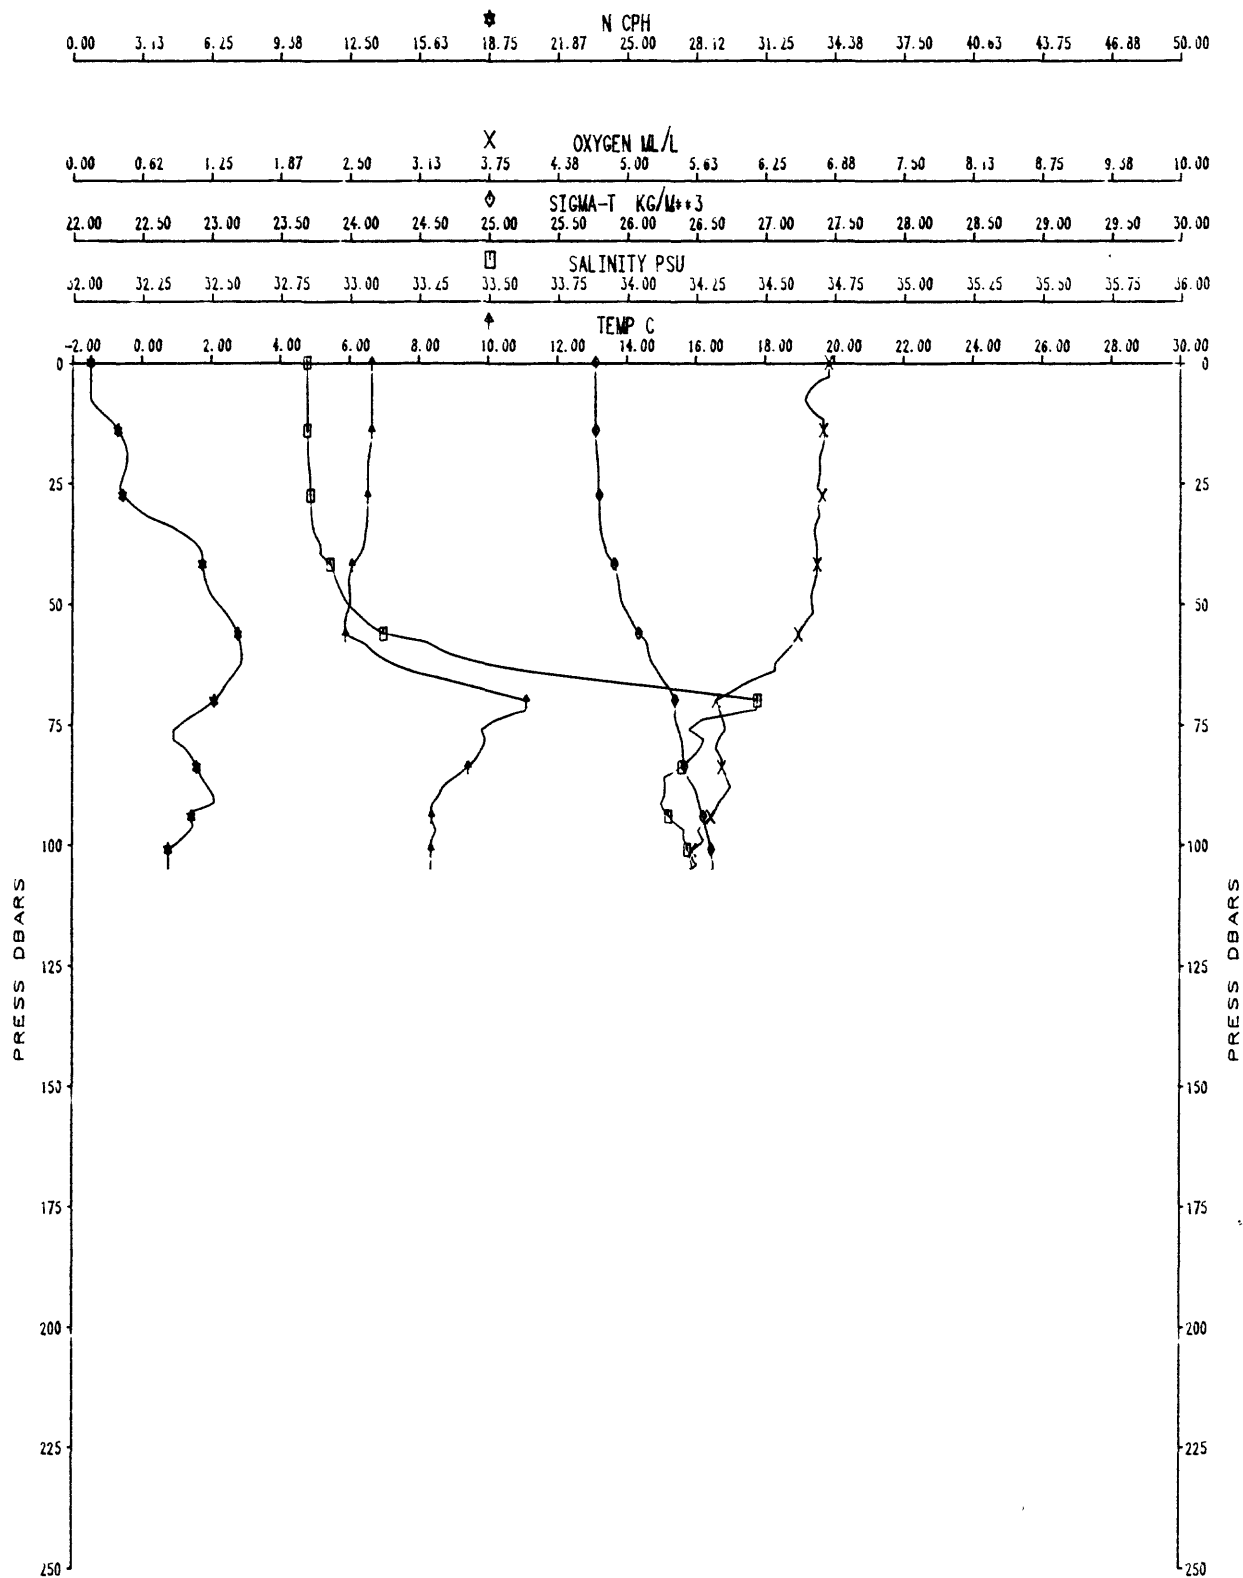 N CPH
0.00 3.13 6.25 9.38 12.50 15.63 18.75 21.87 25.00 28.12 31.25 34.38 37.50 40.63 43.75 46.88 50.00
OXYGEN ML/L
0.00 0.62 1.25 1.87 2.50 3.13 3.75 4.38 5.00 5.63 6.25 6.88 7.50 8.13 8.75 9.38 10.00
SIGMA-T KG/M**3
22.00 22.50 23.00 23.50 24.00 24.50 25.00 25.50 26.00 26.50 27.00 27.50 28.00 28.50 29.00 29.50 30.00
SALINITY PSU
32.00 32.25 32.50 32.75 33.00 33.25 33.50 33.75 34.00 34.25 34.50 34.75 35.00 35.25 35.50 35.75 36.00
TEMP C
-2.00 0.00 2.00 4.00 6.00 8.00 10.00 12.00 14.00 16.00 18.00 20.00 22.00 24.00 26.00 28.00 30.00
0 0
25 25
50 50
75 75
100 100
PRESS DBARS PRESS DBARS
125 125
150 150
175 175
200 200
225 225
250 250